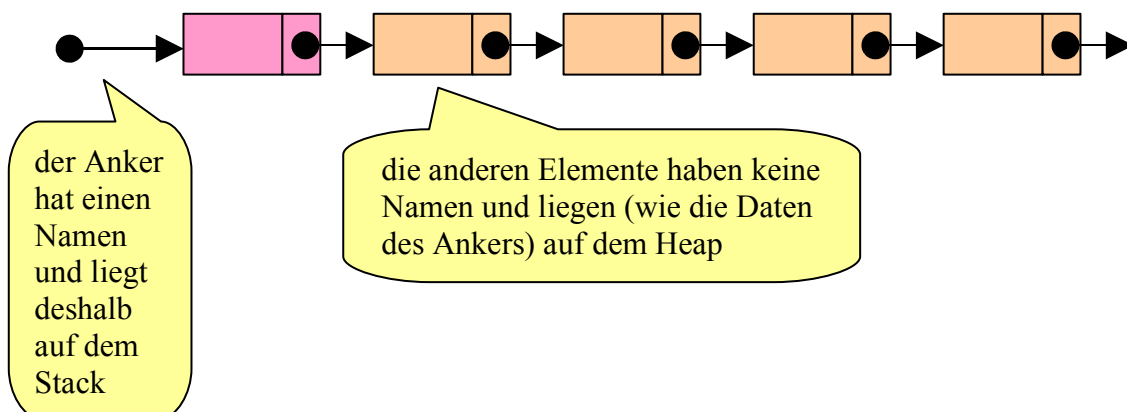 der Anker
hat einen
Namen
und liegt
deshalb
auf dem
Stack
die anderen Elemente haben keine
Namen und liegen (wie die Daten
des Ankers) auf dem Heap